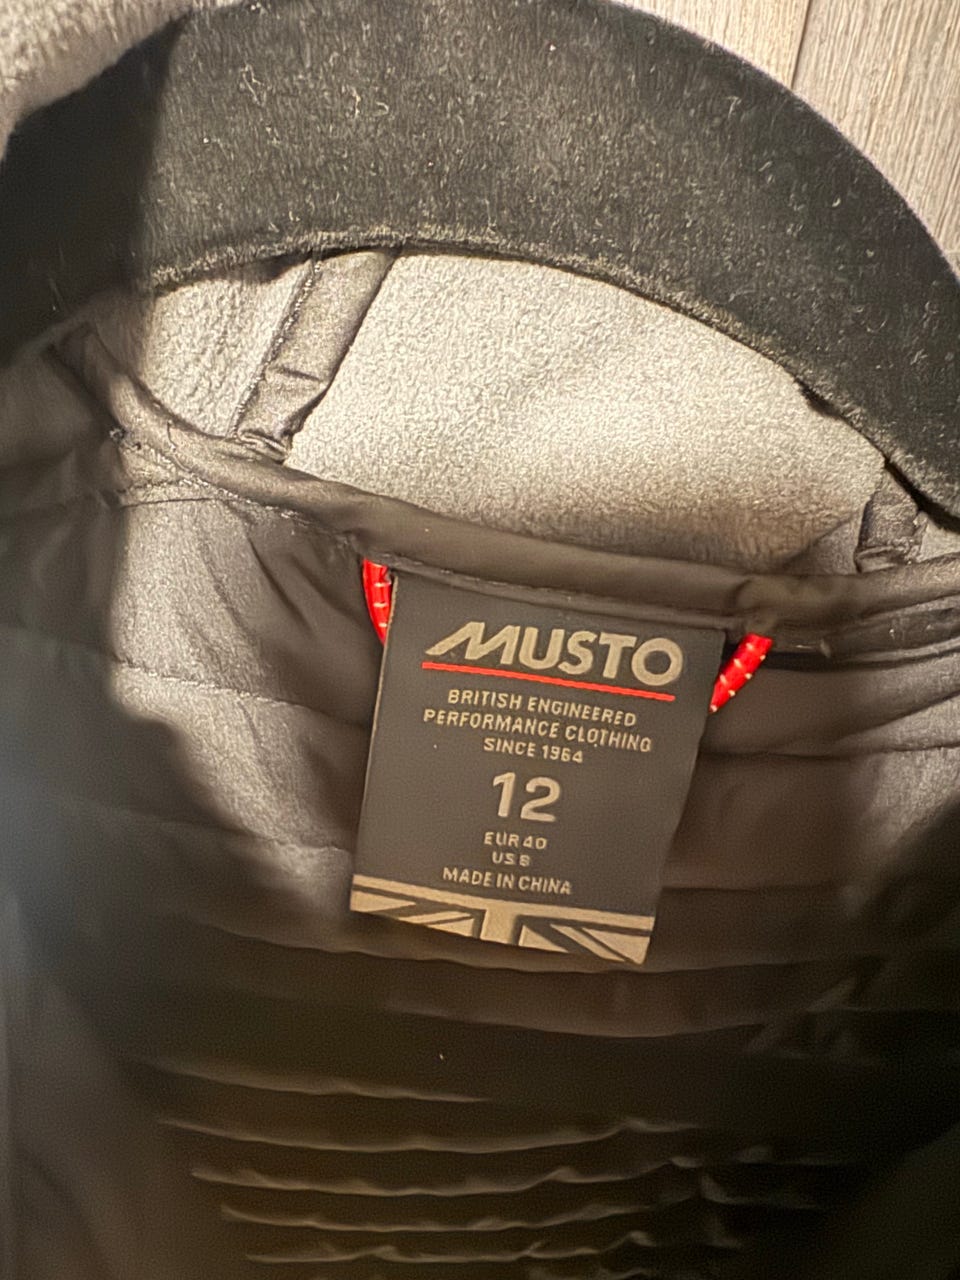 MUSTO
BRITISH ENGINEERED
PERFORMANCE CLOTHING
SINCE 1964
12
EUR 40
US 8
MADE IN CHINA